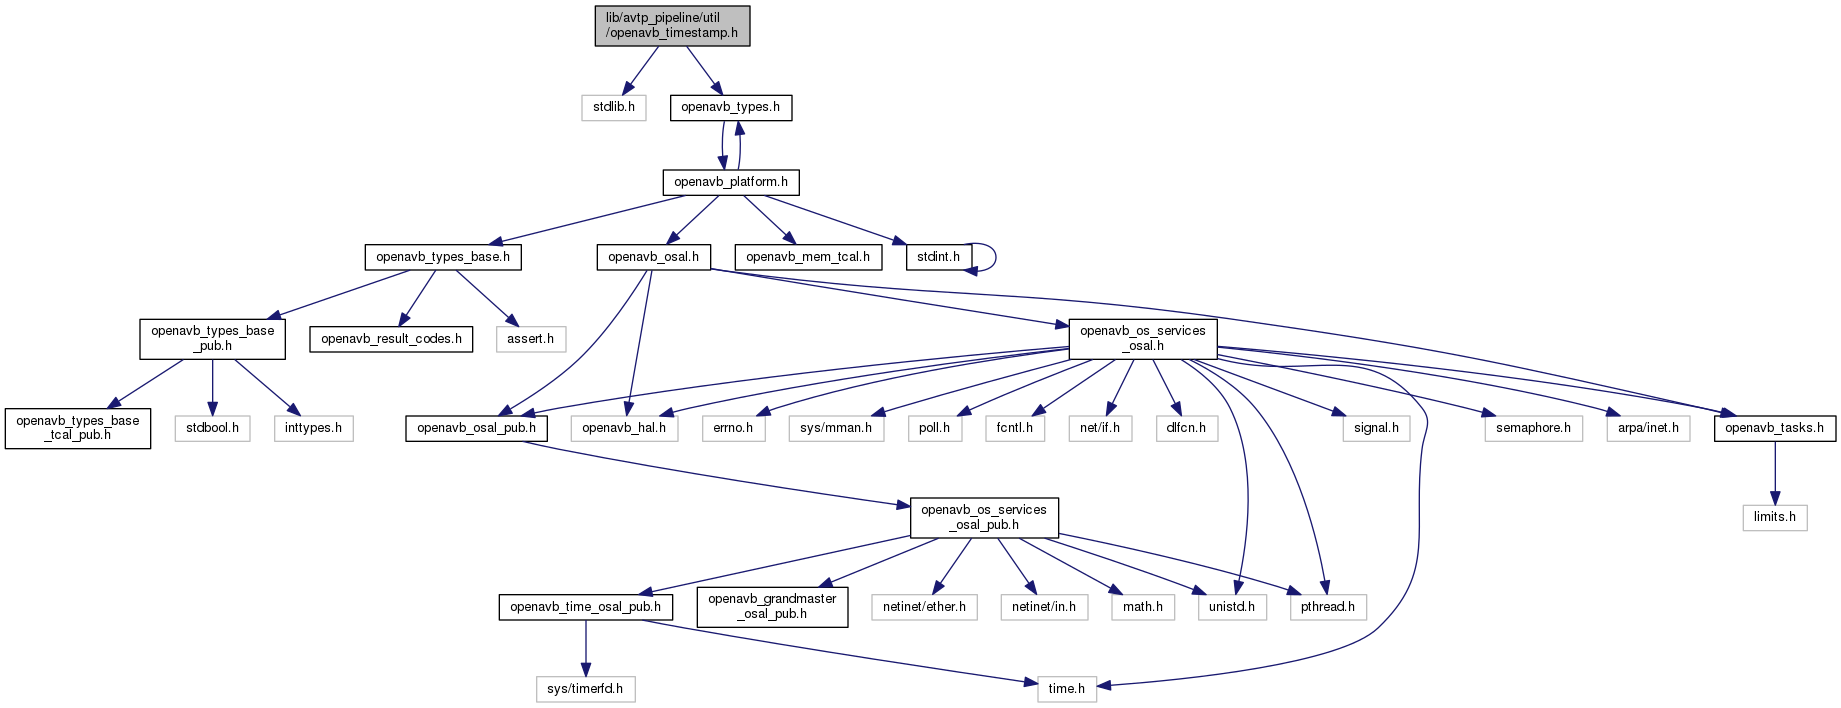 lib/avtp_pipeline/util
/openavb_timestamp.h
stdlib.h
openavb_types.h
openavb_platform.h
openavb_types_base.h
openavb_osal.h
openavb_mem_tcal.h
stdint.h
openavb_types_base
_pub.h
openavb_result_codes.h
assert.h
openavb_os_services
_osal.h
openavb_types_base
_tcal_pub.h
stdbool.h
inttypes.h
openavb_osal_pub.h
openavb_hal.h
errno.h
sys/mman.h
poll.h
fcntl.h
net/if.h
dlfcn.h
signal.h
semaphore.h
arpa/inet.h
openavb_tasks.h
openavb_os_services
_osal_pub.h
limits.h
openavb_time_osal_pub.h
openavb_grandmaster
_osal_pub.h
netinet/ether.h
netinet/in.h
math.h
unistd.h
pthread.h
sys/timerfd.h
time.h